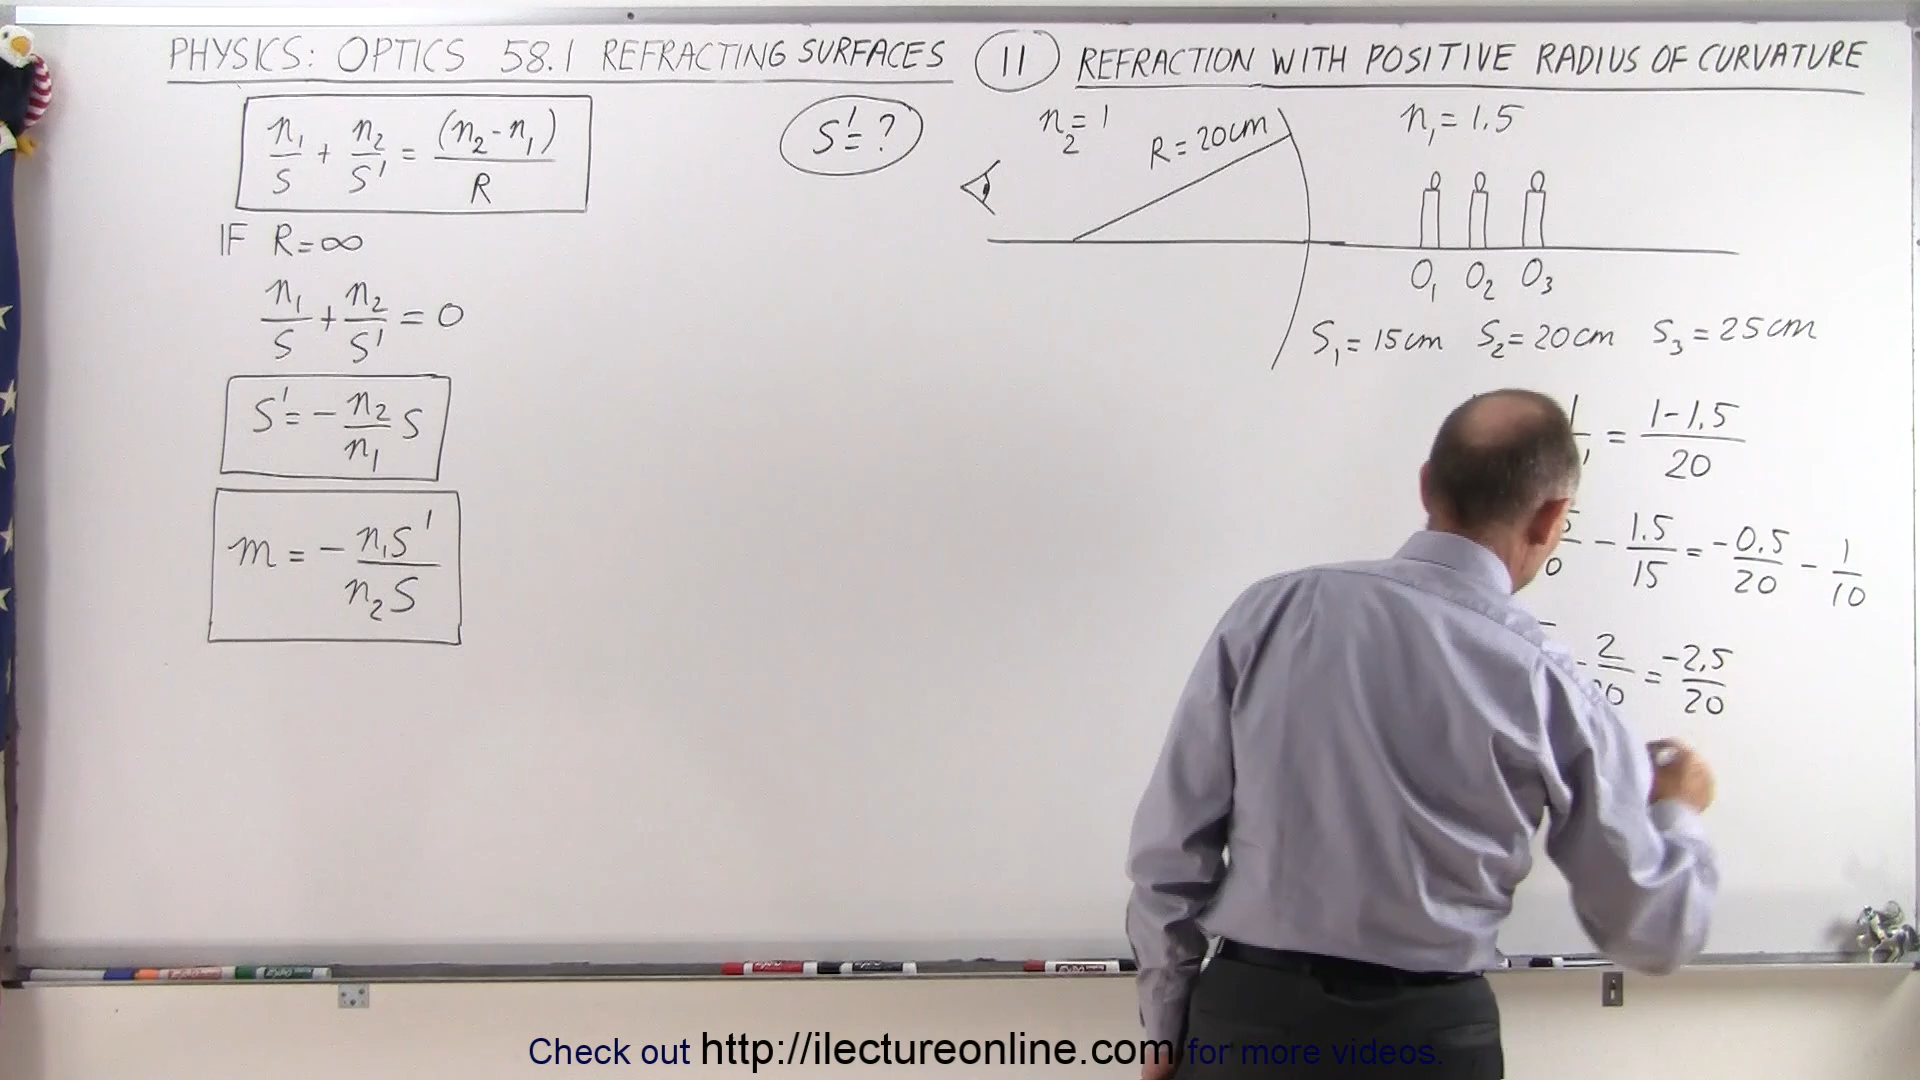 PHYSICS: OPTICS 58.1 REFRACTING SURFACES 11 REFRACTION WITH POSITIVE RADIUS OF CURVATURE
n₁/S + n₂/S' = (n₂-n₁)/R
IF R=∞
n₁/S + n₂/S' = 0
S' = - n₂/n₁ S
m = - n₁S'/n₂S
S' = ?
n₂ = 1
R = 20cm
n₁ = 1.5
O₁ O₂ O₃
S₁ = 15cm S₂ = 20cm S₃ = 25cm
= 1-1.5/20
- 1.5/15 = -0.5/20 - 1/10
- 2/20 = -2.5/20
Check out http://ilectureonline.com for more videos.